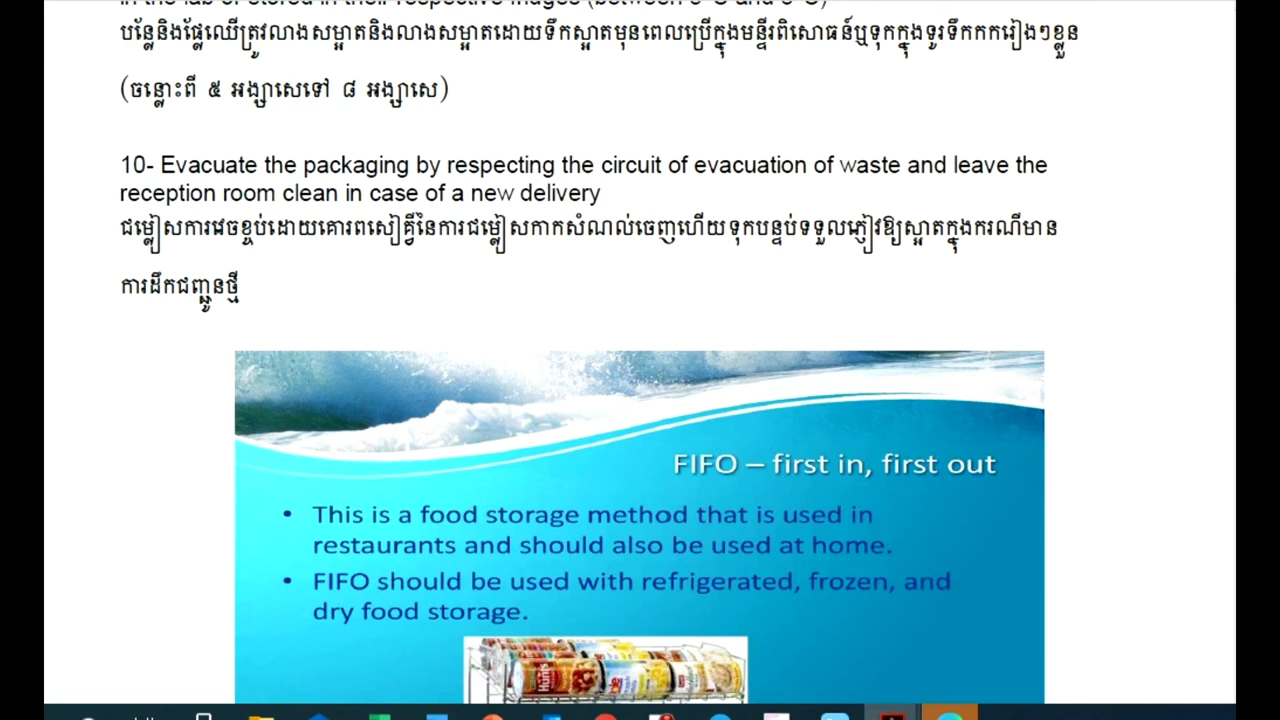 បន្លែនិងផ្លែឈើត្រូវលាងសម្អាតនិងលាងសម្អាតដោយទឹកស្អាតមុនពេលប្រើក្នុងមន្ទីរពិសោធន៍ឬទុកក្នុងទូរទឹកកករៀងៗខ្លួន
(ចន្លោះពី ៥ អង្សាសេទៅ ៨ អង្សាសេ)
10- Evacuate the packaging by respecting the circuit of evacuation of waste and leave the
reception room clean in case of a new delivery
ជម្លៀសការវេចខ្ចប់ដោយគោរពសៀគ្វីនៃការជម្លៀសកាកសំណល់ចេញហើយទុកបន្ទប់ទទួលភ្ញៀវឱ្យស្អាតក្នុងករណីមាន
ការដឹកជញ្ជូនថ្មី
FIFO – first in, first out
• This is a food storage method that is used in
restaurants and should also be used at home.
• FIFO should be used with refrigerated, frozen, and
dry food storage.
Hunt's